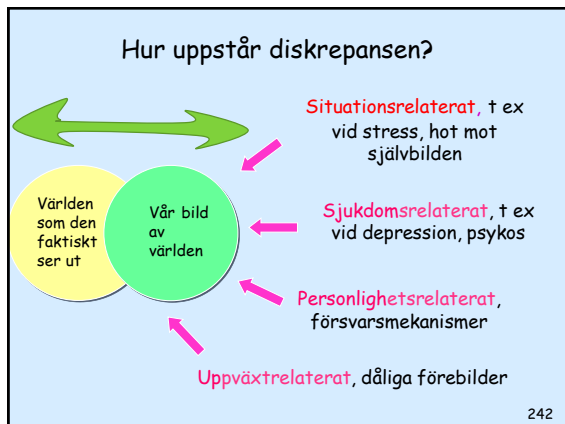 Hur uppstår diskrepansen?
Situationsrelaterat, t ex
vid stress, hot mot
självbilden
Världen
som den
faktiskt
ser ut
Vår bild
av
världen
Sjukdomsrelaterat, t ex
vid depression, psykos
Personlighetsrelaterat,
försvarsmekanismer
Uppväxtrelaterat, dåliga förebilder
242